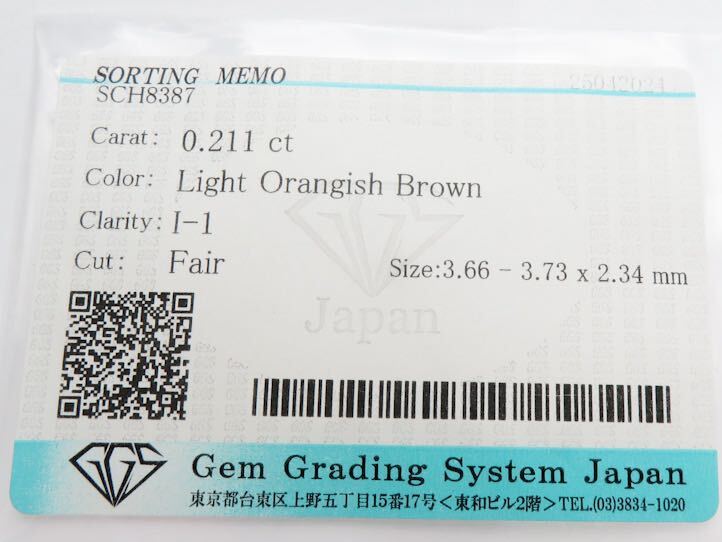 SORTING MEMO 25042024
SCH8387
Carat: 0.211 ct
Color: Light Orangish Brown
Clarity: I-1
Cut: Fair
Size:3.66 - 3.73 x 2.34 mm
GGS
Japan
GGS
Gem Grading System Japan
東京都台東区上野五丁目15番17号<東和ビル2階>TEL.(03)3834-1020